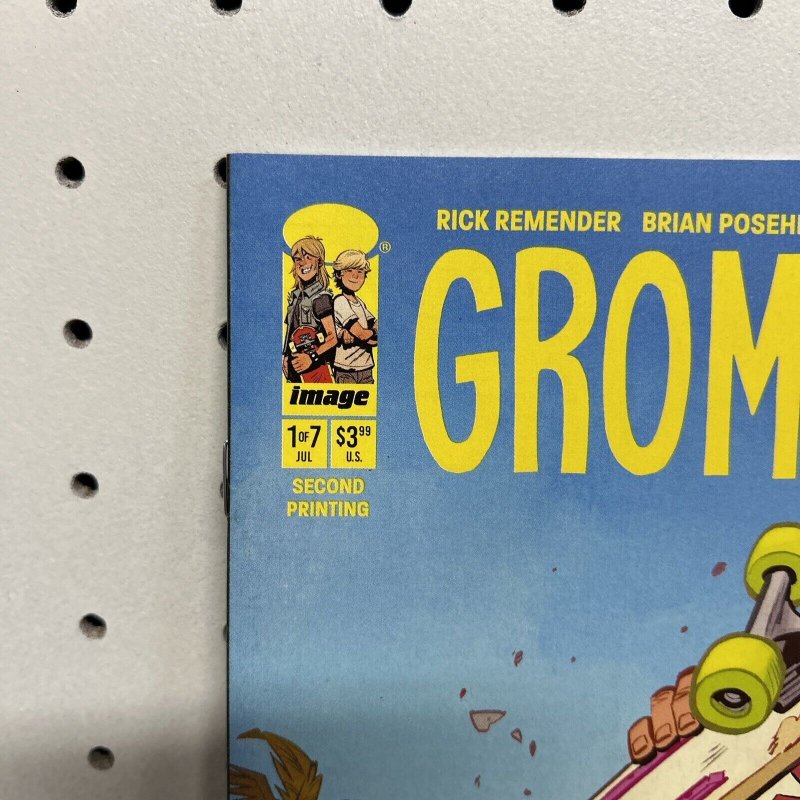 RICK REMENDER BRIAN POSEH
GROM
®
image
1 OF 7 $3.99
JUL U.S.
SECOND
PRINTING